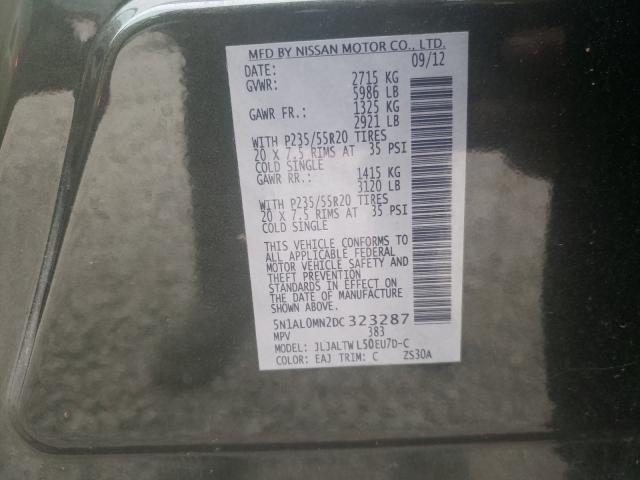 MFD BY NISSAN MOTOR CO., LTD.
DATE: 09/12
GVWR: 2715 KG
5986 LB
GAWR FR.: 1325 KG
2921 LB
WITH P235/55R20 TIRES
20 X 7.5 RIMS AT 35 PSI
COLD SINGLE
GAWR RR.: 1415 KG
3120 LB
WITH P235/55R20 TIRES
20 X 7.5 RIMS AT 35 PSI
COLD SINGLE
THIS VEHICLE CONFORMS TO
ALL APPLICABLE FEDERAL
MOTOR VEHICLE SAFETY AND
THEFT PREVENTION
STANDARDS IN EFFECT ON
THE DATE OF MANUFACTURE
SHOWN ABOVE.
5N1AL0MN2DC 323287
MPV 383
MODEL: JLJALTW L50EU7D-C
COLOR: EAJ TRIM: C ZS30A